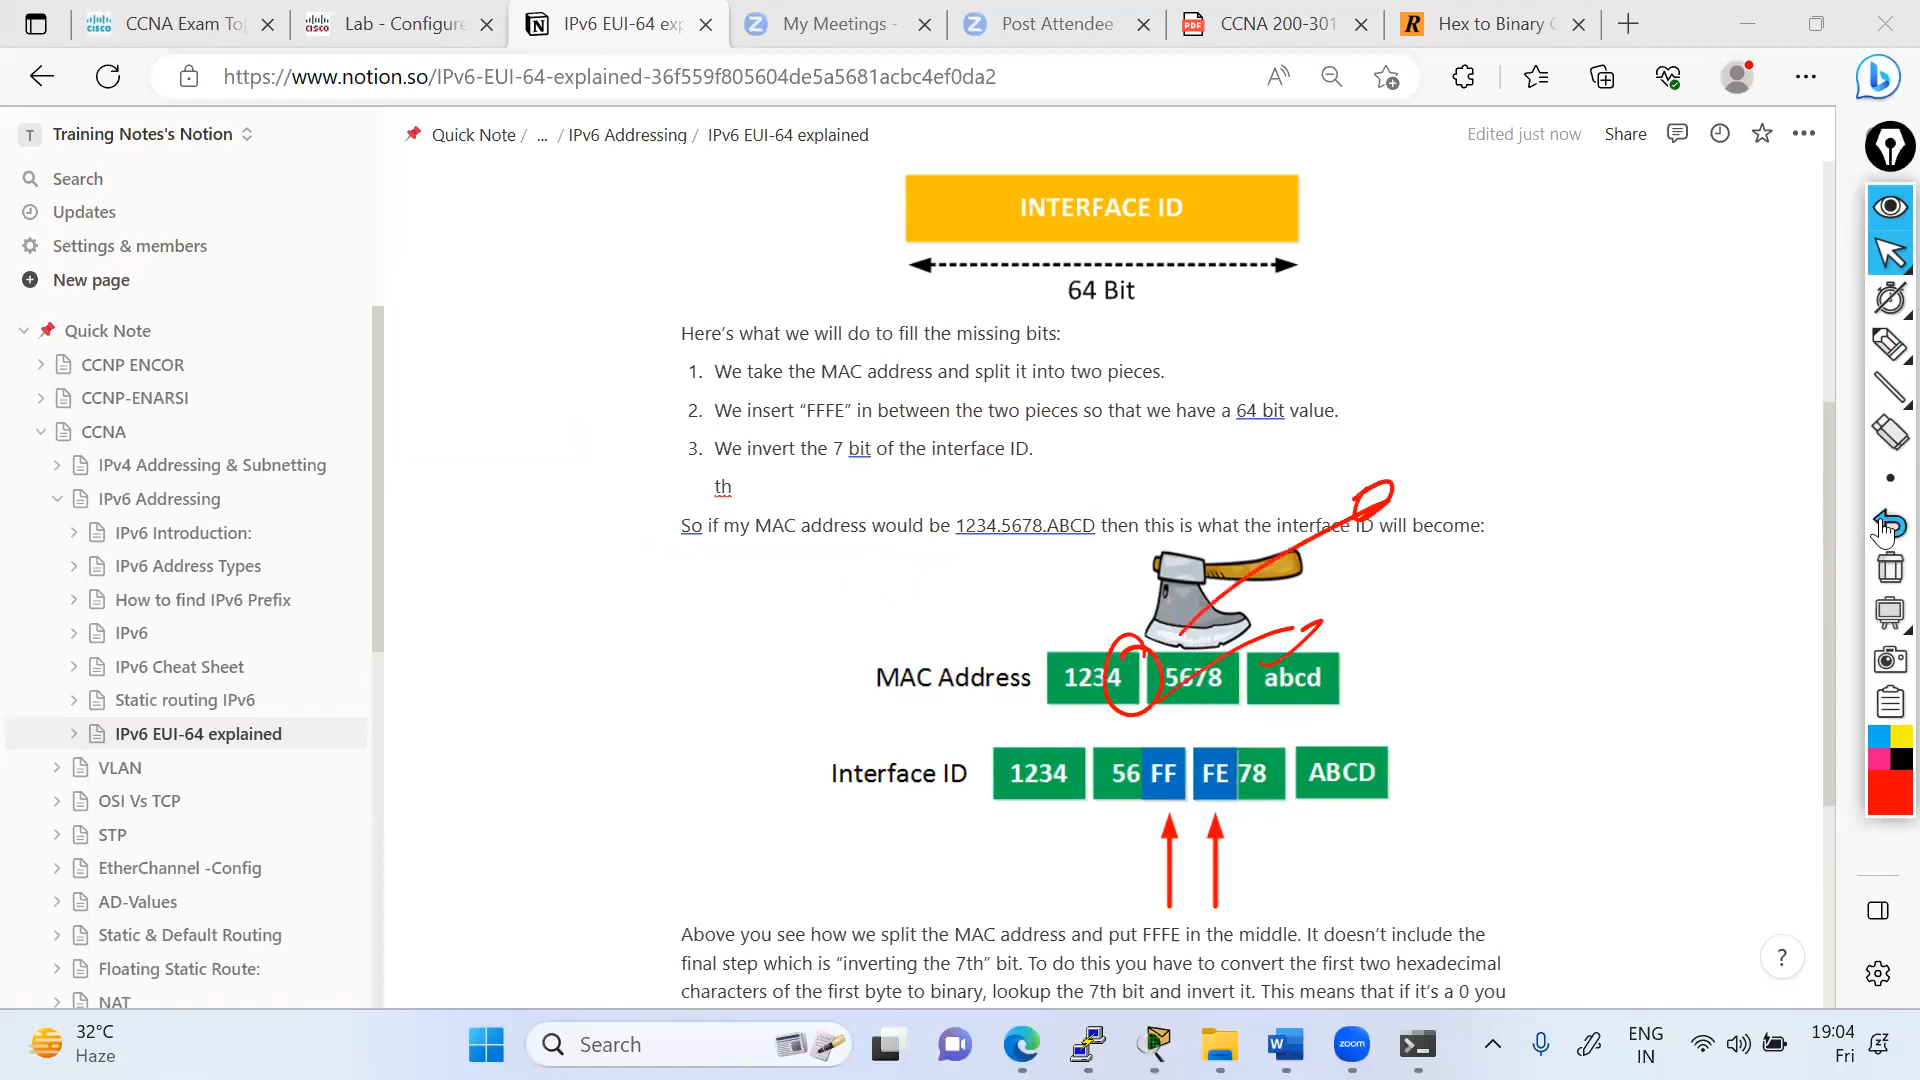 CCNA Exam To
Lab - Configure
IPv6 EUI-64 exp
My Meetings -
Post Attendee
CCNA 200-301
Hex to Binary C
https://www.notion.so/IPv6-EUI-64-explained-36f559f805604de5a5681acbc4ef0da2
T Training Notes's Notion
Quick Note / ... / IPv6 Addressing / IPv6 EUI-64 explained
Edited just now Share
Search
Updates
Settings & members
New page
Quick Note
CCNP ENCOR
CCNP-ENARSI
CCNA
IPv4 Addressing & Subnetting
IPv6 Addressing
IPv6 Introduction:
IPv6 Address Types
How to find IPv6 Prefix
IPv6
IPv6 Cheat Sheet
Static routing IPv6
IPv6 EUI-64 explained
VLAN
OSI Vs TCP
STP
EtherChannel -Config
AD-Values
Static & Default Routing
Floating Static Route:
NAT
INTERFACE ID
64 Bit
Here’s what we will do to fill the missing bits:
1. We take the MAC address and split it into two pieces.
2. We insert “FFFE” in between the two pieces so that we have a 64 bit value.
3. We invert the 7 bit of the interface ID.
th
So if my MAC address would be 1234.5678.ABCD then this is what the interface ID will become:
MAC Address 1234 5678 abcd
Interface ID 1234 56 FF FE 78 ABCD
Above you see how we split the MAC address and put FFFE in the middle. It doesn’t include the
final step which is “inverting the 7th” bit. To do this you have to convert the first two hexadecimal
characters of the first byte to binary, lookup the 7th bit and invert it. This means that if it’s a 0 you
?
32°C
Haze
Search
zoom
ENG
IN
19:04
Fri